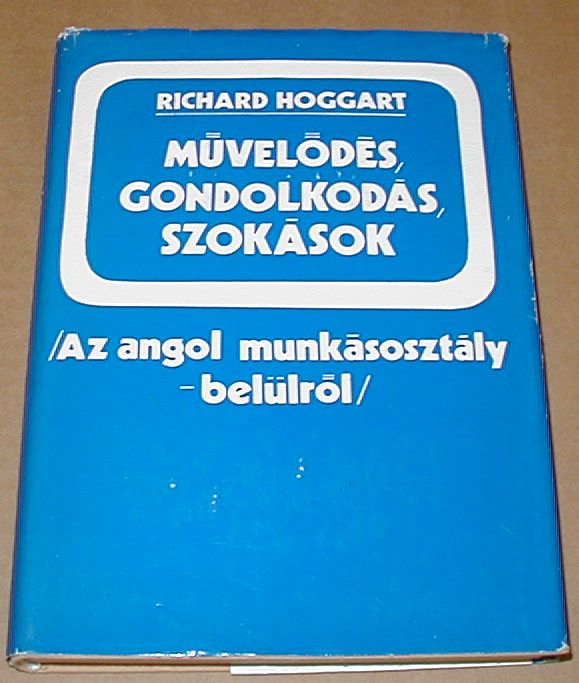 RICHARD HOGGART
MŰVELŐDÉS,
GONDOLKODÁS,
SZOKÁSOK
/Az angol munkásosztály
– belülről/